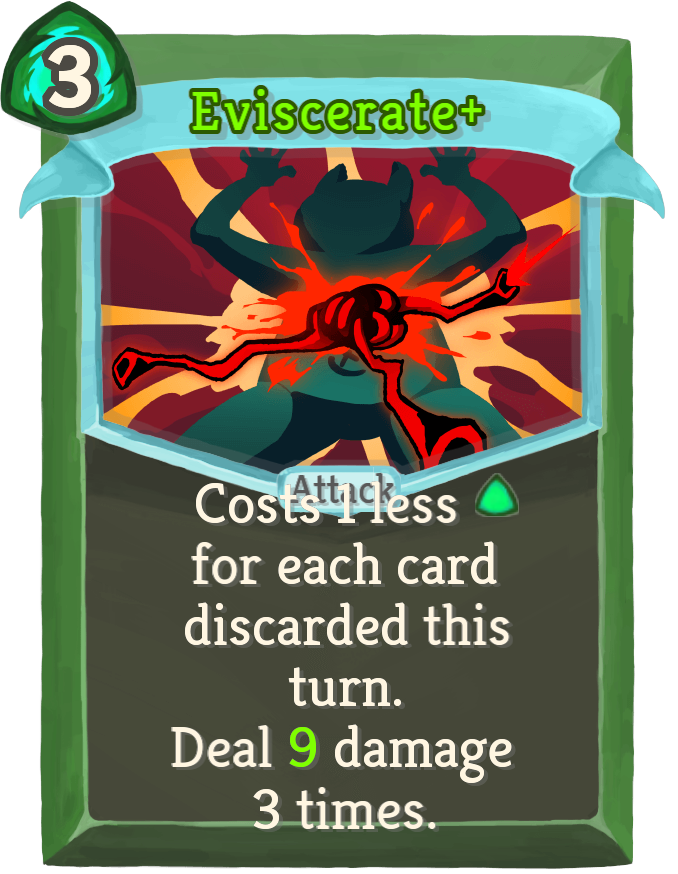 3
Eviscerate+
Attack
Costs 1 less
for each card
discarded this
turn.
Deal 9 damage
3 times.